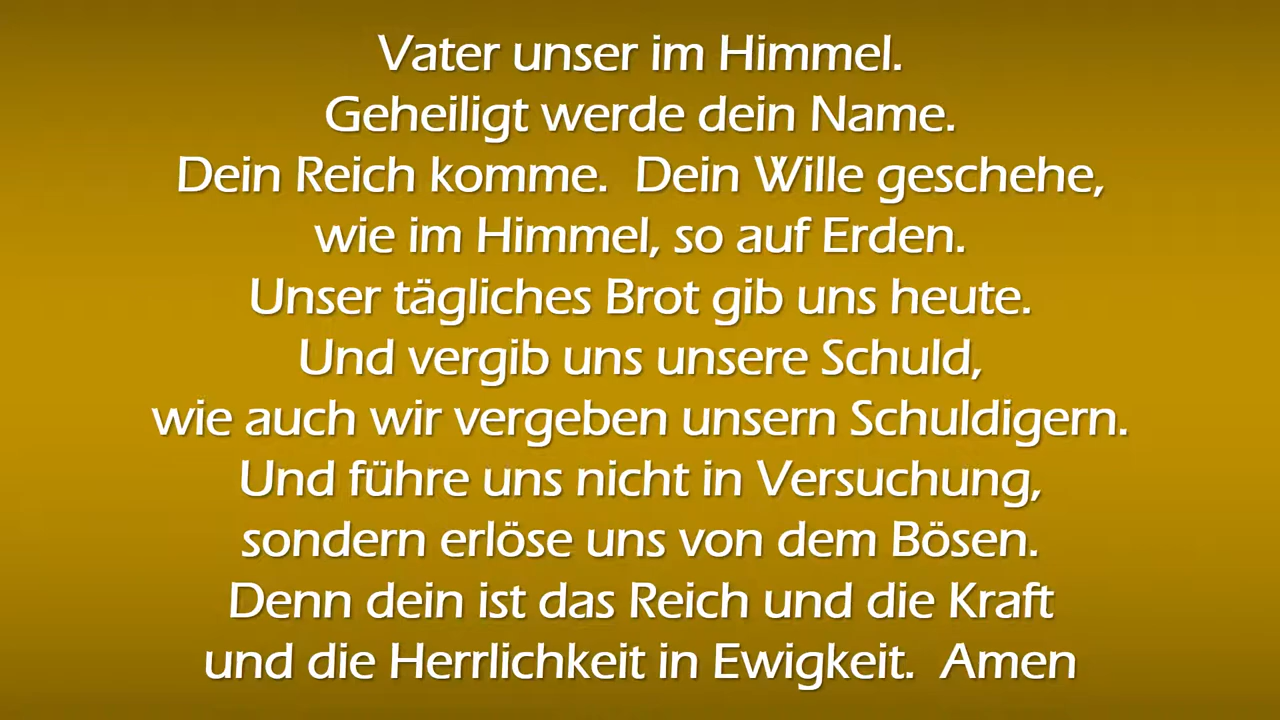 Vater unser im Himmel.
Geheiligt werde dein Name.
Dein Reich komme.  Dein Wille geschehe,
wie im Himmel, so auf Erden.
Unser tägliches Brot gib uns heute.
Und vergib uns unsere Schuld,
wie auch wir vergeben unsern Schuldigern.
Und führe uns nicht in Versuchung,
sondern erlöse uns von dem Bösen.
Denn dein ist das Reich und die Kraft
und die Herrlichkeit in Ewigkeit.  Amen